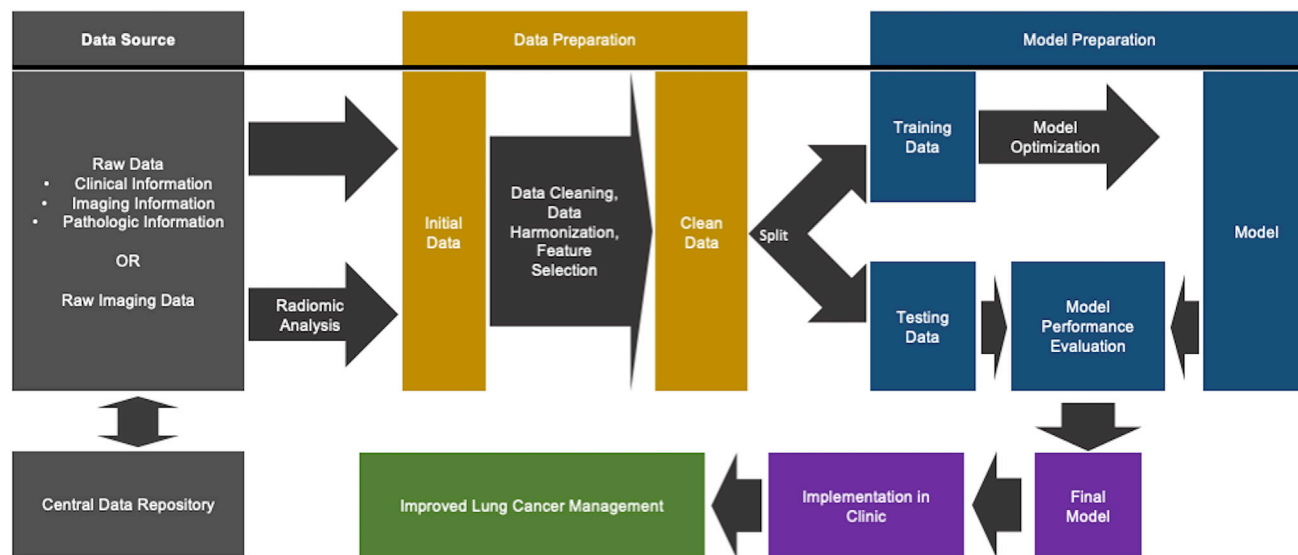 Data Source
Data Preparation
Model Preparation
Raw Data
• Clinical Information
• Imaging Information
• Pathologic Information
OR
Raw Imaging Data
Radiomic
Analysis
Initial
Data
Data Cleaning,
Data
Harmonization,
Feature
Selection
Clean
Data
Split
Training
Data
Model
Optimization
Model
Testing
Data
Model
Performance
Evaluation
Central Data Repository
Improved Lung Cancer Management
Implementation in
Clinic
Final
Model